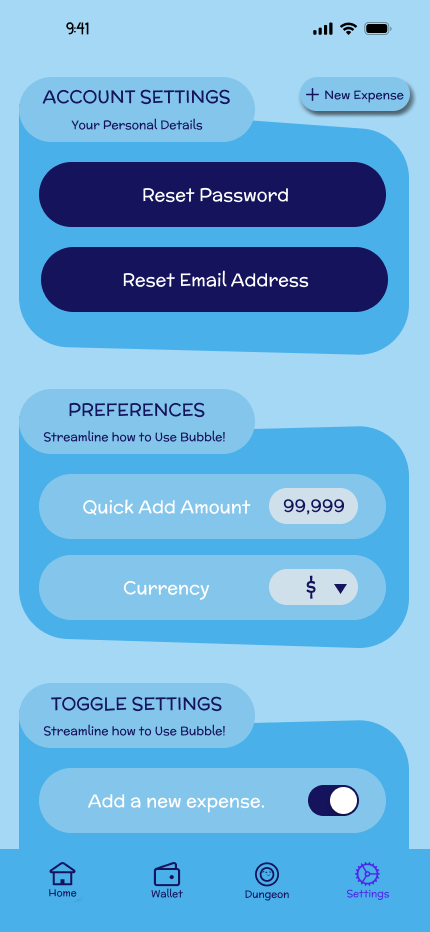 9:41
ACCOUNT SETTINGS
Your Personal Details
+ New Expense
Reset Password
Reset Email Address
PREFERENCES
Streamline how to Use Bubble!
Quick Add Amount 99,999
Currency $
TOGGLE SETTINGS
Streamline how to Use Bubble!
Add a new expense.
Home Wallet Dungeon Settings